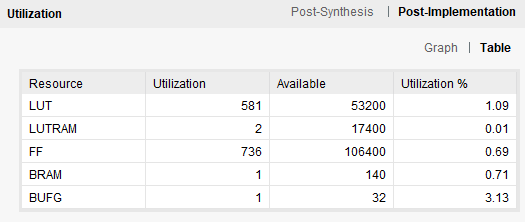 Utilization Post-Synthesis | Post-Implementation
Graph | Table
Resource Utilization Available Utilization %
LUT 581 53200 1.09
LUTRAM 2 17400 0.01
FF 736 106400 0.69
BRAM 1 140 0.71
BUFG 1 32 3.13